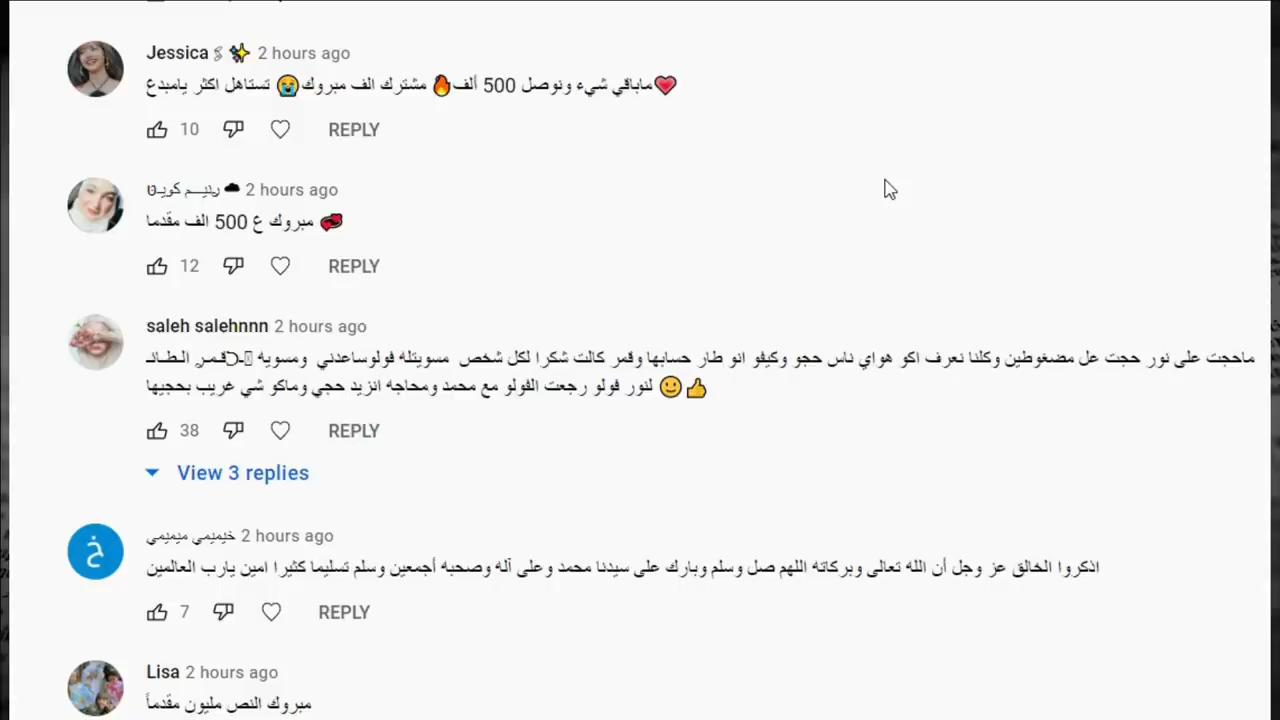 Jessica ✨ 2 hours ago
ماباقي شيء ونوصل 500 ألف🔥 مشترك الف مبروك😭 تستاهل اكثر يامبدع❤️
10 REPLY
رنيــم كويـن ☁ 2 hours ago
مبروك ع 500 الف مقدما 💞
12 REPLY
saleh salehnnn 2 hours ago
ماحجت على نور حجت عل مضغوطين وكلنا نعرف اكو هواي ناس حجو وكيفو انو طار حسابها وقمر كالت شكرا لكل شخص مسويتله فولوساعدني ومسويه
لنور فولو رجعت الفولو مع محمد ومحاجه انزيد حجي وماكو شي غريب بحجيها 🙂👍
38 REPLY
View 3 replies
خ
خيميمي ميميمي 2 hours ago
اذكروا الخالق عز وجل أن الله تعالى وبركاته اللهم صل وسلم وبارك على سيدنا محمد وعلى آله وصحبه أجمعين وسلم تسليما كثيرا امين يارب العالمين
7 REPLY
Lisa 2 hours ago
مبروك النص مليون مقدماً